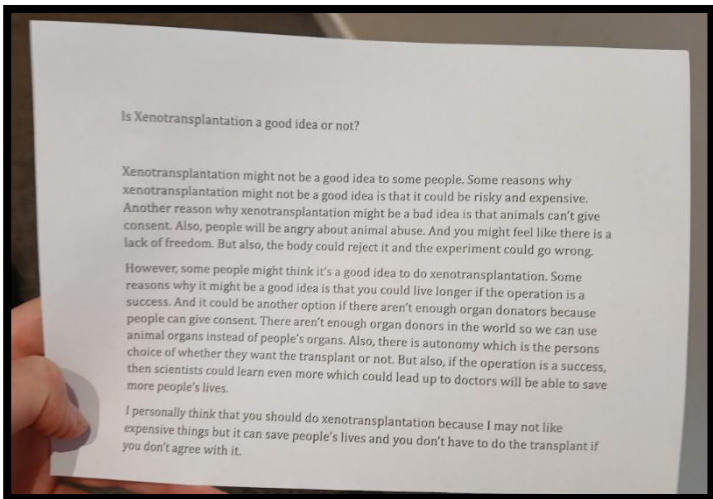 Is Xenotransplantation a good idea or not?
Xenotransplantation might not be a good idea to some people. Some reasons why
xenotransplantation might not be a good idea is that it could be risky and expensive.
Another reason why xenotransplantation might be a bad idea is that animals can't give
consent. Also, people will be angry about animal abuse. And you might feel like there is a
lack of freedom. But also, the body could reject it and the experiment could go wrong.
However, some people might think it's a good idea to do xenotransplantation. Some
reasons why it might be a good idea is that you could live longer if the operation is a
success. And it could be another option if there aren't enough organ donators because
people can give consent. There aren't enough organ donors in the world so we can use
animal organs instead of people's organs. Also, there is autonomy which is the persons
choice of whether they want the transplant or not. But also, if the operation is a success,
then scientists could learn even more which could lead up to doctors will be able to save
more people's lives.
I personally think that you should do xenotransplantation because I may not like
expensive things but it can save people's lives and you don't have to do the transplant if
you don't agree with it.